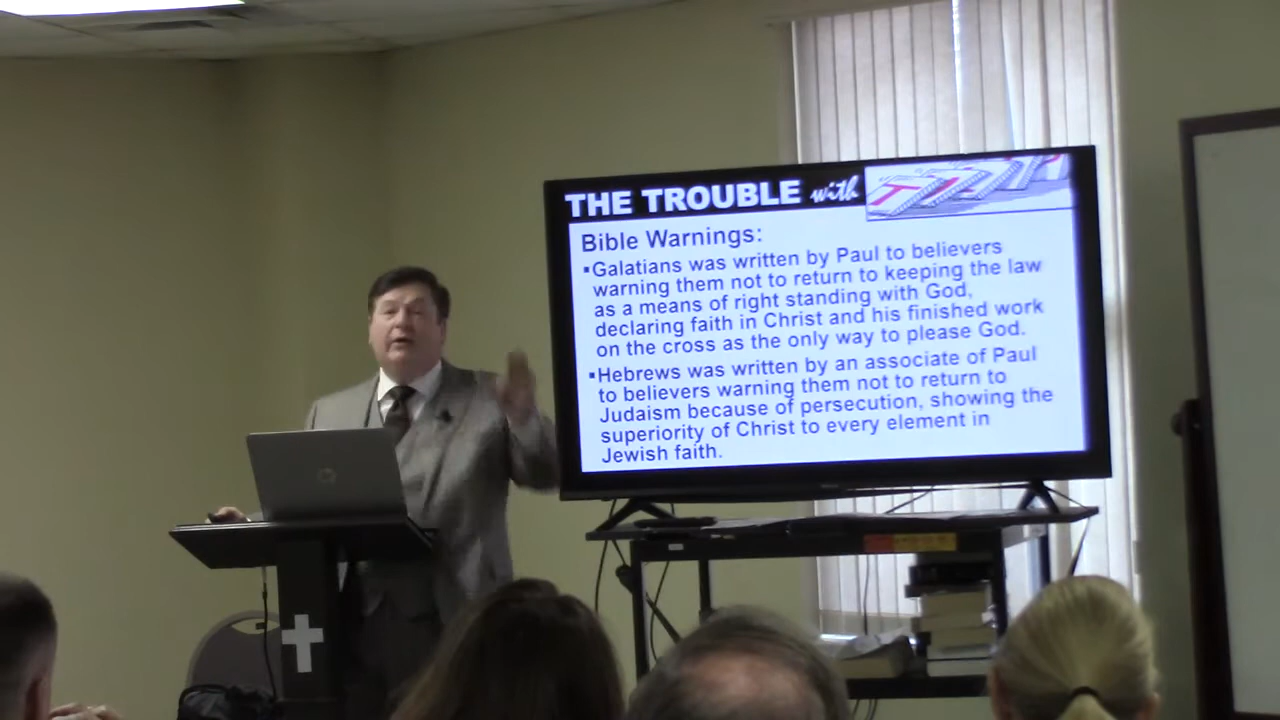 THE TROUBLE with
Bible Warnings:
▪Galatians was written by Paul to believers
warning them not to return to keeping the law
as a means of right standing with God,
declaring faith in Christ and his finished work
on the cross as the only way to please God.
▪Hebrews was written by an associate of Paul
to believers warning them not to return to
Judaism because of persecution, showing the
superiority of Christ to every element in
Jewish faith.
hp